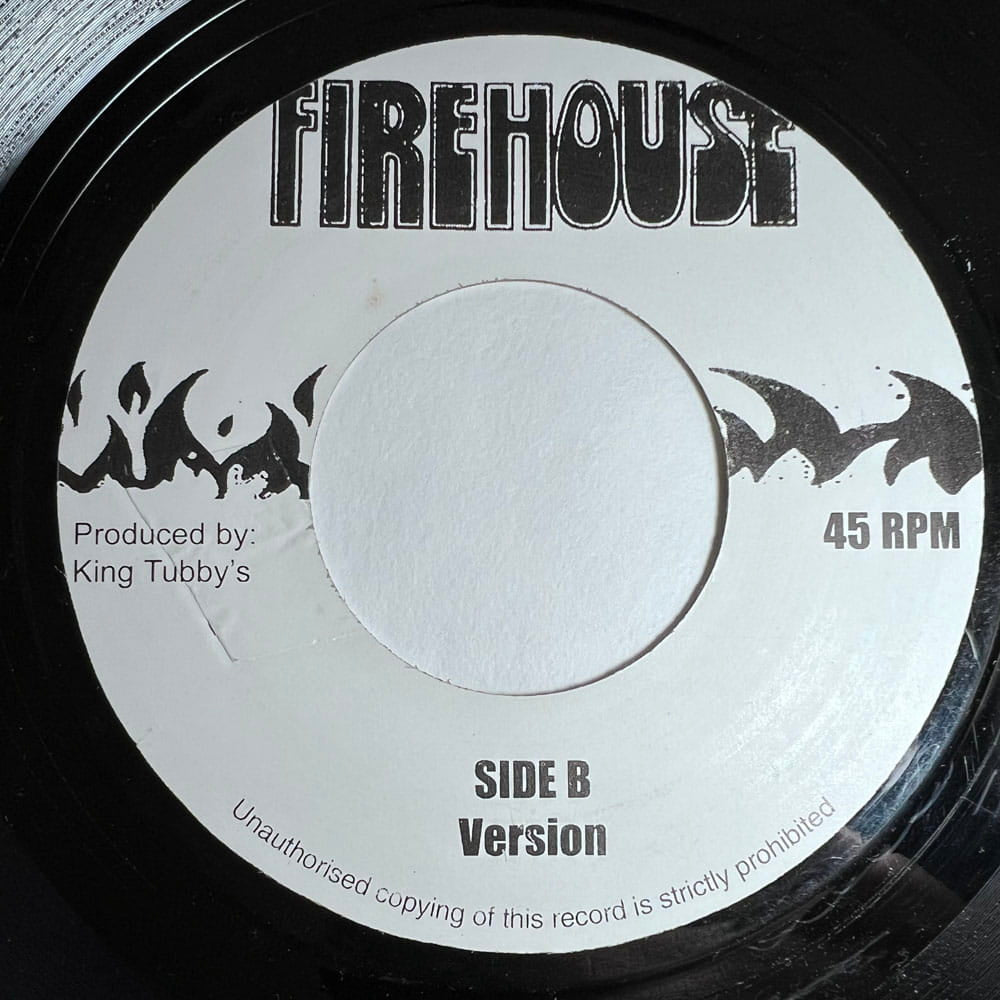 FIREHOUSE
Produced by:
King Tubby's
45 RPM
SIDE B
Version
Unauthorised copying of this record is strictly prohibited